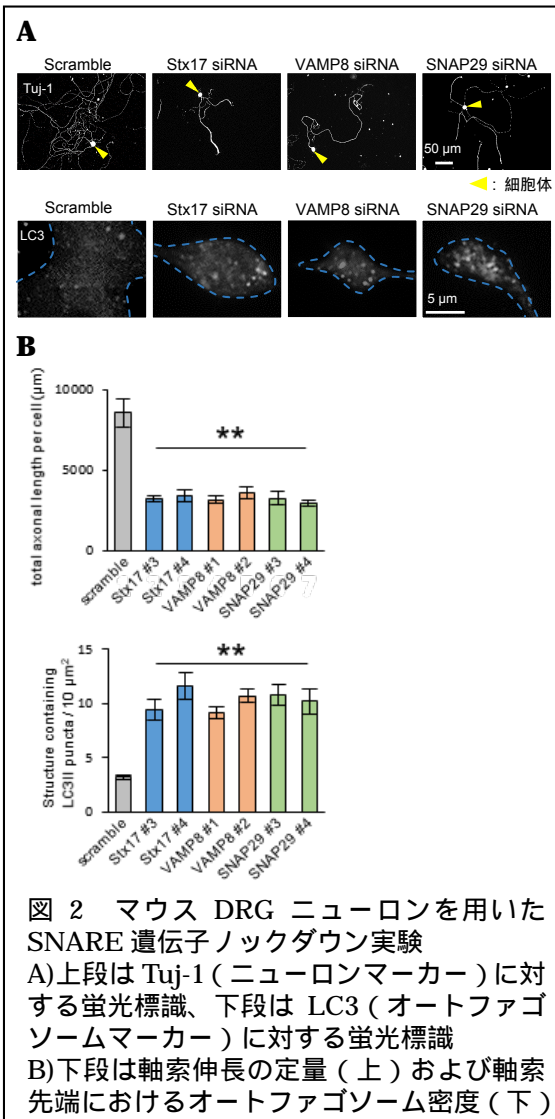 A
Scramble Stx17 siRNA VAMP8 siRNA SNAP29 siRNA
Tuj-1
50 µm
: 細胞体
Scramble Stx17 siRNA VAMP8 siRNA SNAP29 siRNA
LC3
5 µm
B
total axonal length per cell (µm)
10000
5000
0
**
scramble Stx17 #3 Stx17 #4 VAMP8 #1 VAMP8 #2 SNAP29 #3 SNAP29 #4
Structure containing
LC3II puncta / 10 µm²
15
10
5
0
**
scramble Stx17 #3 Stx17 #4 VAMP8 #1 VAMP8 #2 SNAP29 #3 SNAP29 #4
図 2 マウス DRG ニューロンを用いた
SNARE 遺伝子ノックダウン実験
A)上段は Tuj-1（ニューロンマーカー）に対
する蛍光標識、下段は LC3（オートファゴ
ソームマーカー）に対する蛍光標識
B)下段は軸索伸長の定量（上）および軸索
先端におけるオートファゴソーム密度（下）